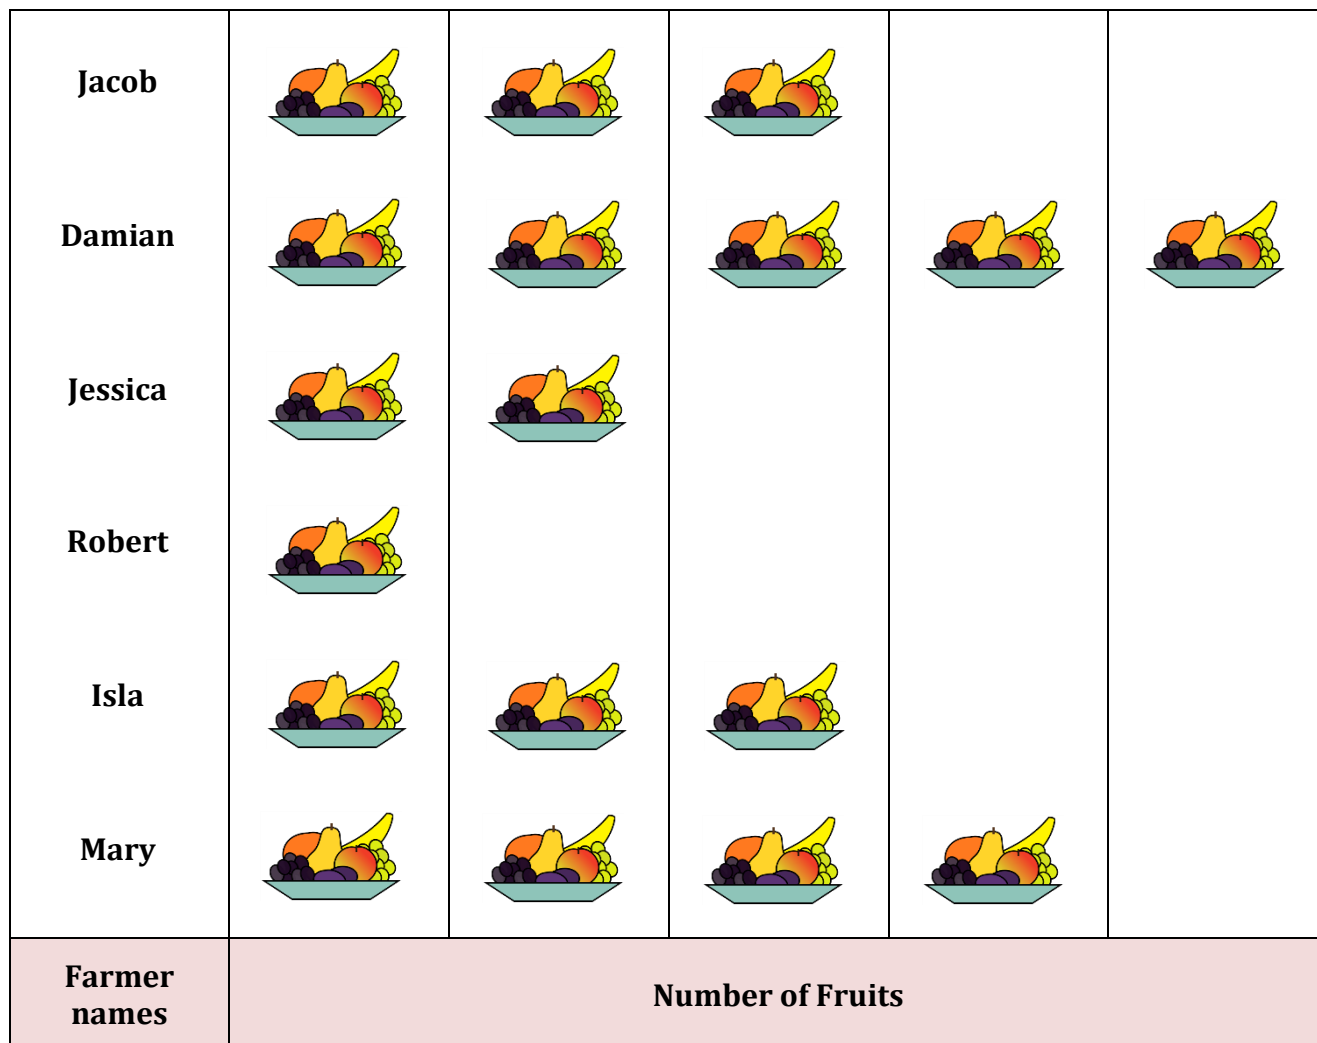 Jacob
Damian
Jessica
Robert
Isla
Mary
Farmer
names
Number of Fruits